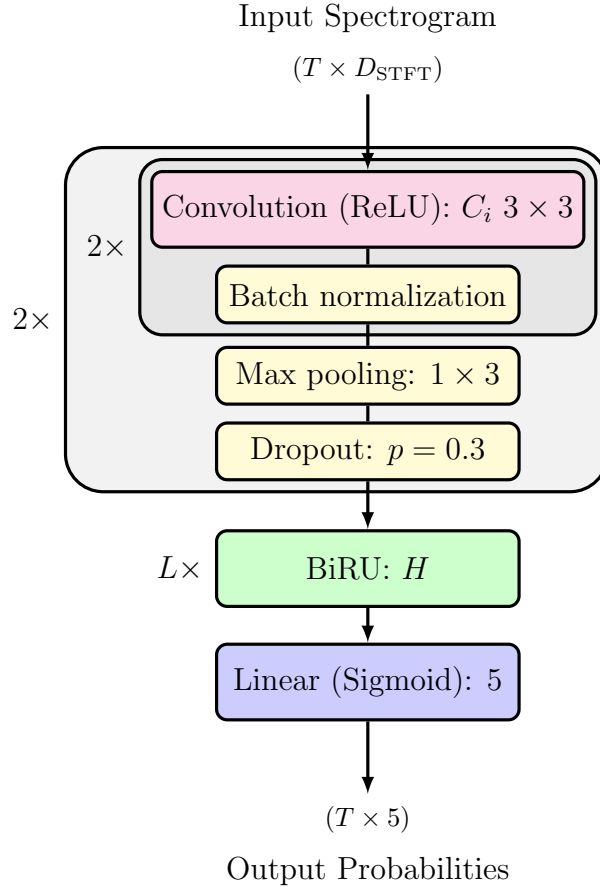 Input Spectrogram
(T × D_STFT)
Convolution (ReLU): C_i 3 × 3
2×
Batch normalization
2×
Max pooling: 1 × 3
Dropout: p = 0.3
L×
BiRU: H
Linear (Sigmoid): 5
(T × 5)
Output Probabilities